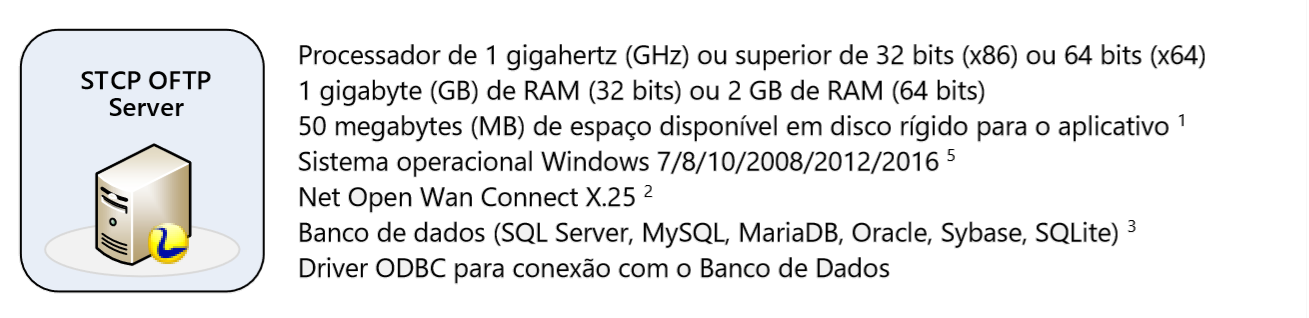 STCP OFTP
Server
Processador de 1 gigahertz (GHz) ou superior de 32 bits (x86) ou 64 bits (x64)
1 gigabyte (GB) de RAM (32 bits) ou 2 GB de RAM (64 bits)
50 megabytes (MB) de espaço disponível em disco rígido para o aplicativo ¹
Sistema operacional Windows 7/8/10/2008/2012/2016 ⁵
Net Open Wan Connect X.25 ²
Banco de dados (SQL Server, MySQL, MariaDB, Oracle, Sybase, SQLite) ³
Driver ODBC para conexão com o Banco de Dados